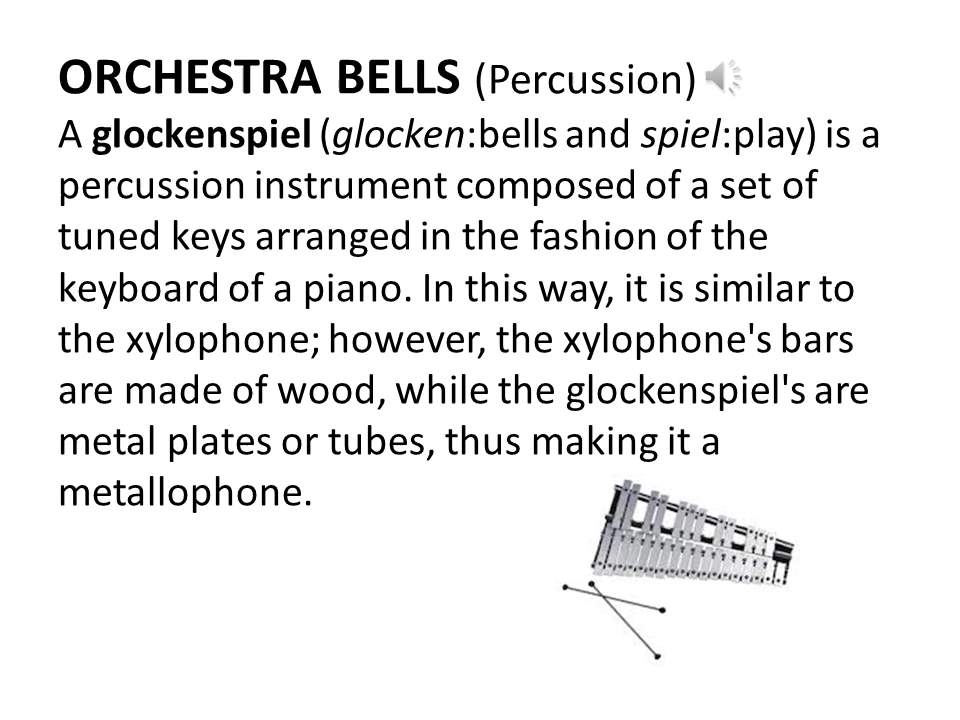 ORCHESTRA BELLS (Percussion)
A glockenspiel (glocken:bells and spiel:play) is a
percussion instrument composed of a set of
tuned keys arranged in the fashion of the
keyboard of a piano. In this way, it is similar to
the xylophone; however, the xylophone's bars
are made of wood, while the glockenspiel's are
metal plates or tubes, thus making it a
metallophone.